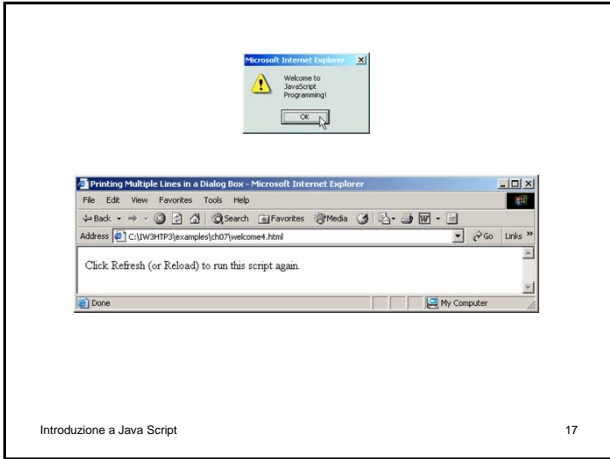 Microsoft Internet Explorer
Welcome to
JavaScript
Programming!
OK
Printing Multiple Lines in a Dialog Box - Microsoft Internet Explorer
File Edit View Favorites Tools Help
Back Search Favorites Media
Address C:\IW3HTP3\examples\ch07\welcome4.html Go Links »
Click Refresh (or Reload) to run this script again.
Done My Computer
Introduzione a Java Script 17